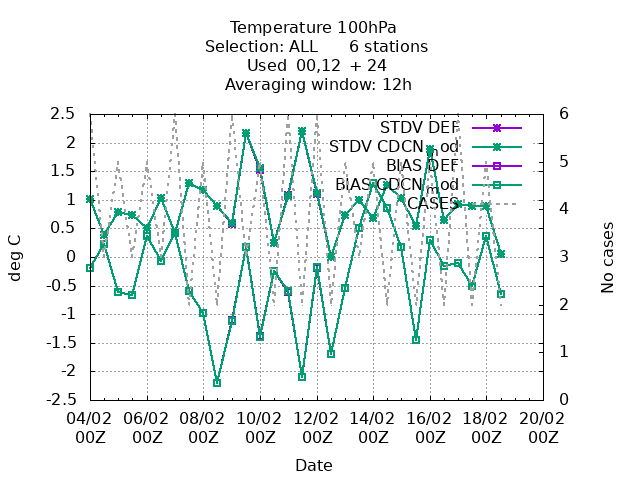 Temperature 100hPa
Selection: ALL 6 stations
Used 00,12 + 24
Averaging window: 12h
STDV DEF
STDV CDCN_nod
BIAS DEF
BIAS CDCN_nod
CASES
2.5
2
1.5
1
0.5
0
-0.5
-1
-1.5
-2
-2.5
deg C
6
5
4
3
2
1
0
No cases
04/02 06/02 08/02 10/02 12/02 14/02 16/02 18/02 20/02
00Z 00Z 00Z 00Z 00Z 00Z 00Z 00Z 00Z
Date